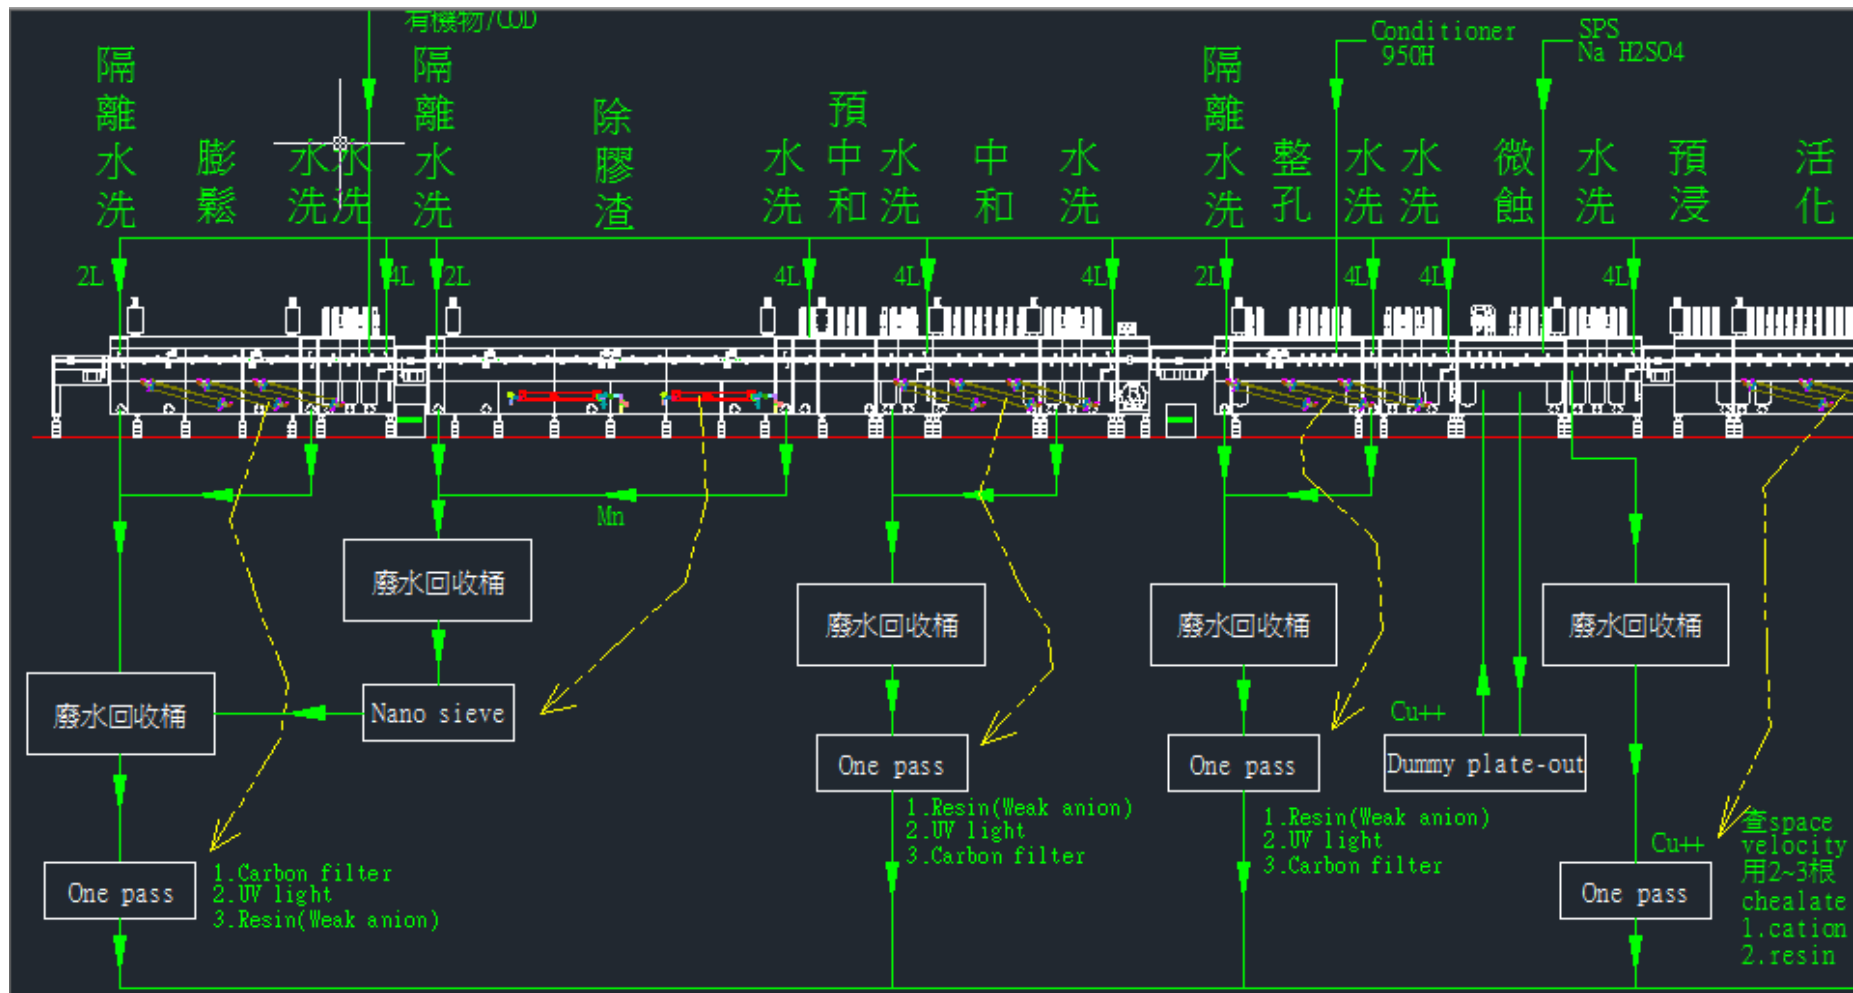 有機物/COD
Conditioner
950H
SPS
Na H2SO4
隔離水洗
膨鬆
水洗
水洗
隔離水洗
除膠渣
水洗
預中和
水洗
中和
水洗
隔離水洗
整孔
水洗
水洗
微蝕
水洗
預浸
活化
2L
4L
2L
4L
4L
4L
2L
4L
4L
4L
Mn
廢水回收桶
廢水回收桶
廢水回收桶
廢水回收桶
廢水回收桶
Nano sieve
Cu++
One pass
One pass
Dummy plate-out
1.Resin(Weak anion)
2.UV light
3.Carbon filter
1.Resin(Weak anion)
2.UV light
3.Carbon filter
Cu++
查space
velocity
用2~3根
chealate
1.cation
2.resin
One pass
1.Carbon filter
2.UV light
3.Resin(Weak anion)
One pass